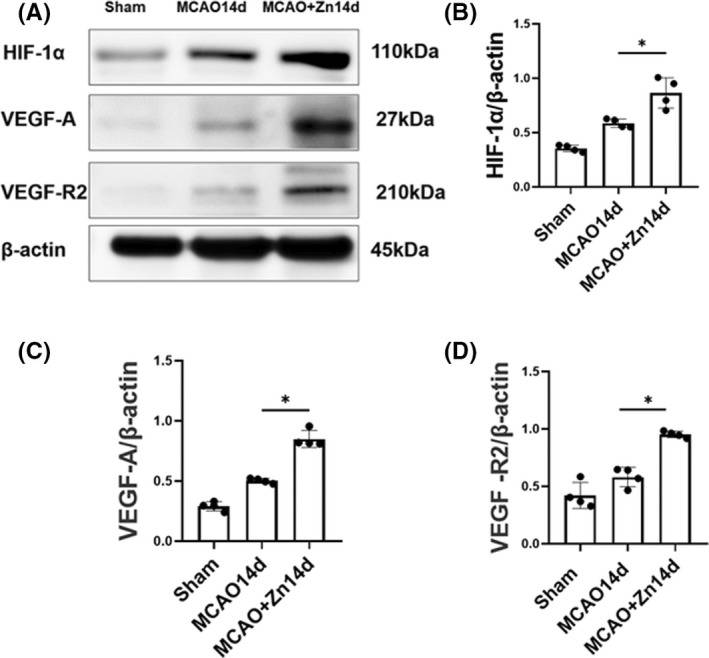 (A)
Sham MCAO14d MCAO+Zn14d
HIF-1α 110kDa
VEGF-A 27kDa
VEGF-R2 210kDa
β-actin 45kDa
(B)
HIF-1α/β-actin
1.5
1.0
0.5
0.0
*
Sham
MCAO14d
MCAO+Zn14d
(C)
VEGF-A/β-actin
1.5
1.0
0.5
0.0
*
Sham
MCAO14d
MCAO+Zn14d
(D)
VEGF -R2/β-actin
1.5
1.0
0.5
0.0
*
Sham
MCAO14d
MCAO+Zn14d